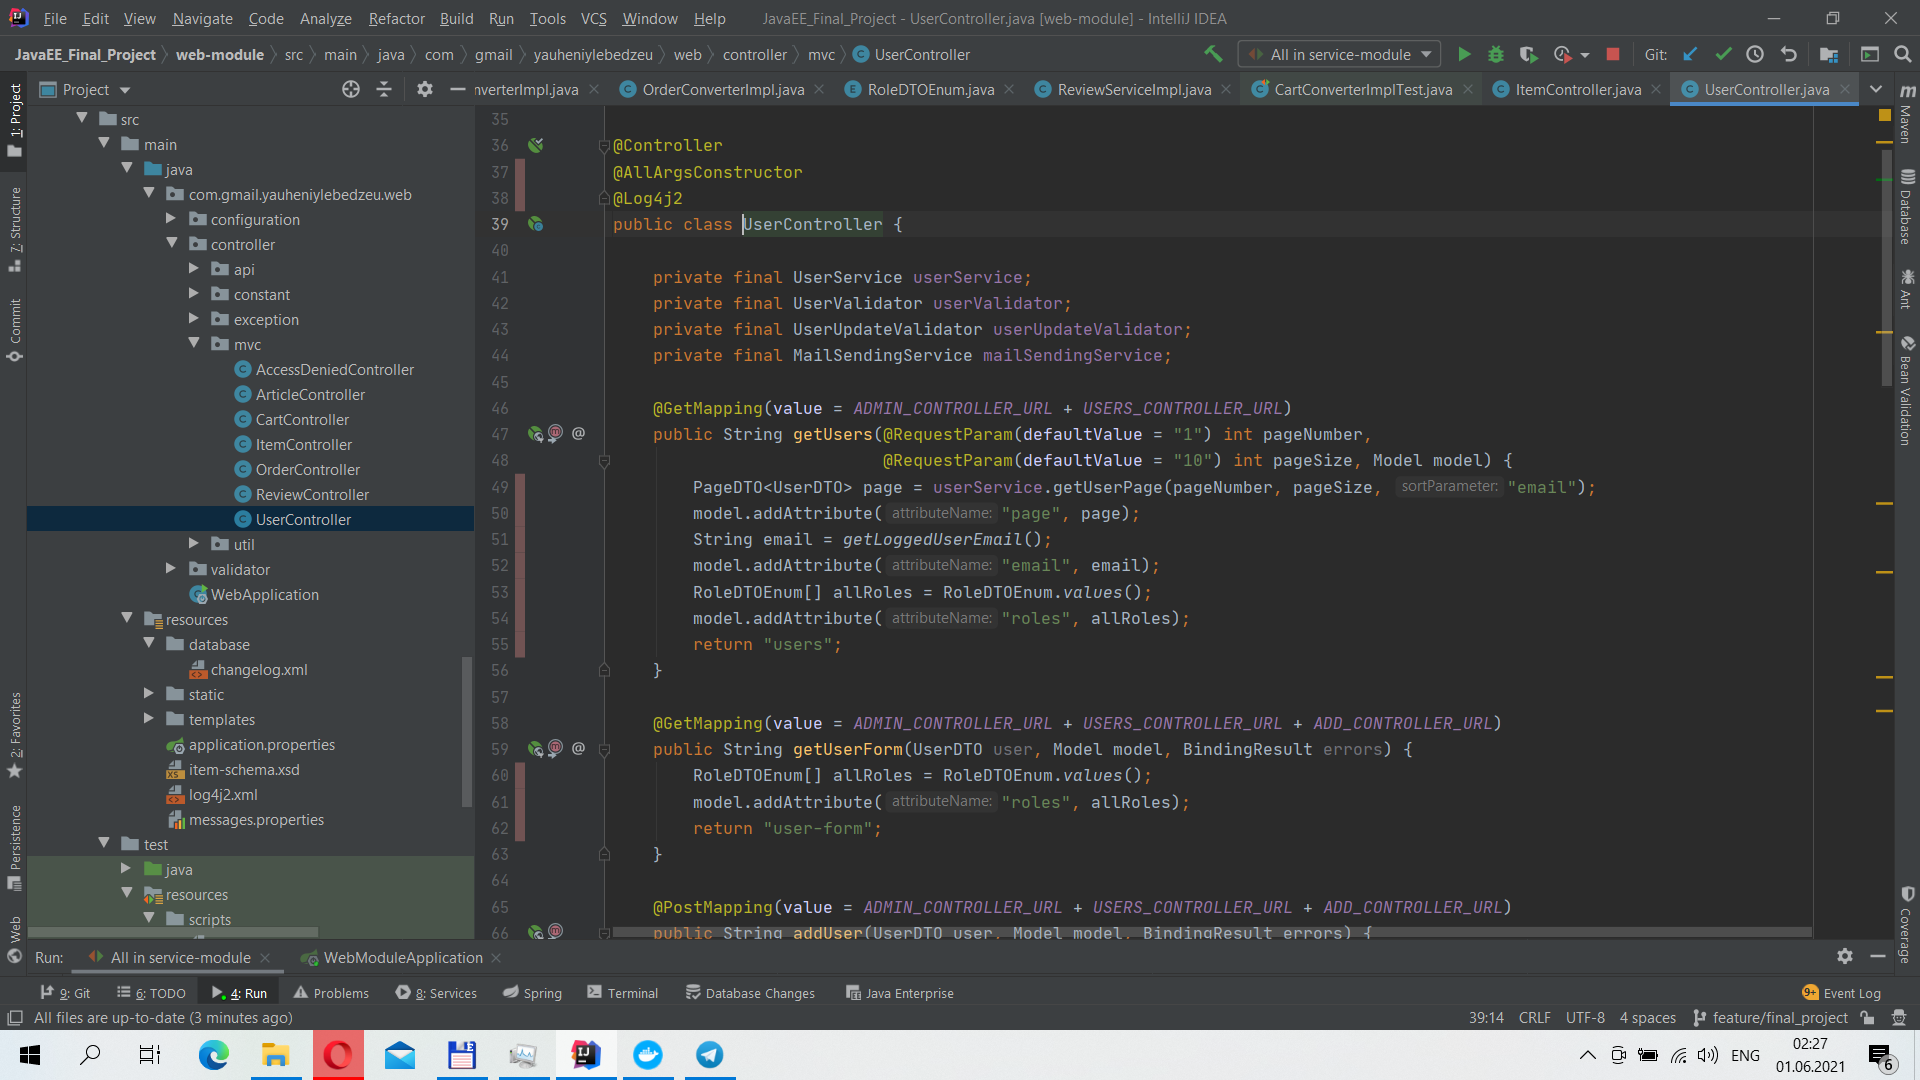 File Edit View Navigate Code Analyze Refactor Build Run Tools VCS Window Help JavaEE_Final_Project - UserController.java [web-module] - IntelliJ IDEA
JavaEE_Final_Project web-module src main java com gmail yauheniylebedzeu web controller mvc UserController All in service-module Git:
Project nverterImpl.java OrderConverterImpl.java RoleDTOEnum.java ReviewServiceImpl.java CartConverterImplTest.java ItemController.java UserController.java
1: Project
7: Structure
Commit
2: Favorites
Persistence
Web
src
main
java
com.gmail.yauheniylebedzeu.web
configuration
controller
api
constant
exception
mvc
AccessDeniedController
ArticleController
CartController
ItemController
OrderController
ReviewController
UserController
util
validator
WebApplication
resources
database
changelog.xml
static
templates
application.properties
item-schema.xsd
log4j2.xml
messages.properties
test
java
resources
scripts
35
36 @Controller
37 @AllArgsConstructor
38 @Log4j2
39 public class UserController {
40
41 private final UserService userService;
42 private final UserValidator userValidator;
43 private final UserUpdateValidator userUpdateValidator;
44 private final MailSendingService mailSendingService;
45
46 @GetMapping(value = ADMIN_CONTROLLER_URL + USERS_CONTROLLER_URL)
47 public String getUsers(@RequestParam(defaultValue = "1") int pageNumber,
48 @RequestParam(defaultValue = "10") int pageSize, Model model) {
49 PageDTO<UserDTO> page = userService.getUserPage(pageNumber, pageSize, sortParameter: "email");
50 model.addAttribute( attributeName: "page", page);
51 String email = getLoggedUserEmail();
52 model.addAttribute( attributeName: "email", email);
53 RoleDTOEnum[] allRoles = RoleDTOEnum.values();
54 model.addAttribute( attributeName: "roles", allRoles);
55 return "users";
56 }
57
58 @GetMapping(value = ADMIN_CONTROLLER_URL + USERS_CONTROLLER_URL + ADD_CONTROLLER_URL)
59 public String getUserForm(UserDTO user, Model model, BindingResult errors) {
60 RoleDTOEnum[] allRoles = RoleDTOEnum.values();
61 model.addAttribute( attributeName: "roles", allRoles);
62 return "user-form";
63 }
64
65 @PostMapping(value = ADMIN_CONTROLLER_URL + USERS_CONTROLLER_URL + ADD_CONTROLLER_URL)
66 public String addUser(UserDTO user, Model model, BindingResult errors) {
Maven
Database
Ant
Bean Validation
Coverage
Run: All in service-module WebModuleApplication
9: Git 6: TODO 4: Run Problems 8: Services Spring Terminal Database Changes Java Enterprise 9+ Event Log
All files are up-to-date (3 minutes ago) 39:14 CRLF UTF-8 4 spaces feature/final_project
ENG 02:27
01.06.2021 6